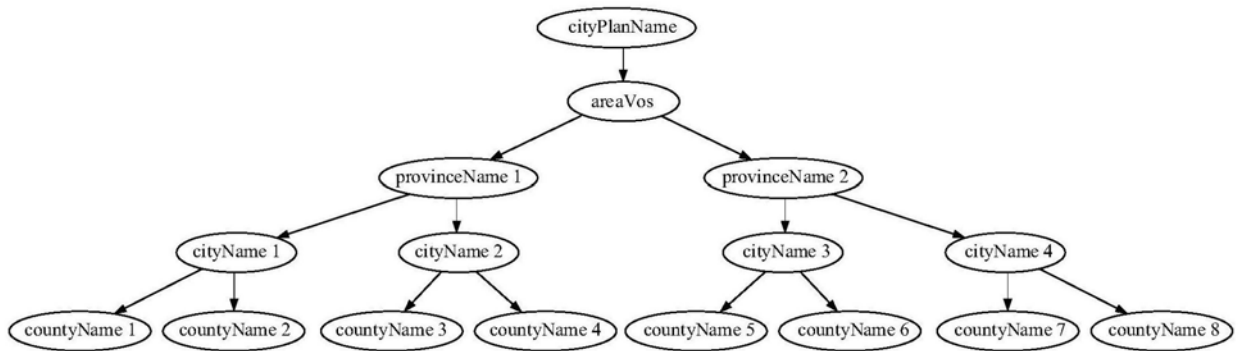 cityPlanName
areaVos
provinceName 1
provinceName 2
cityName 1
cityName 2
cityName 3
cityName 4
countyName 1
countyName 2
countyName 3
countyName 4
countyName 5
countyName 6
countyName 7
countyName 8